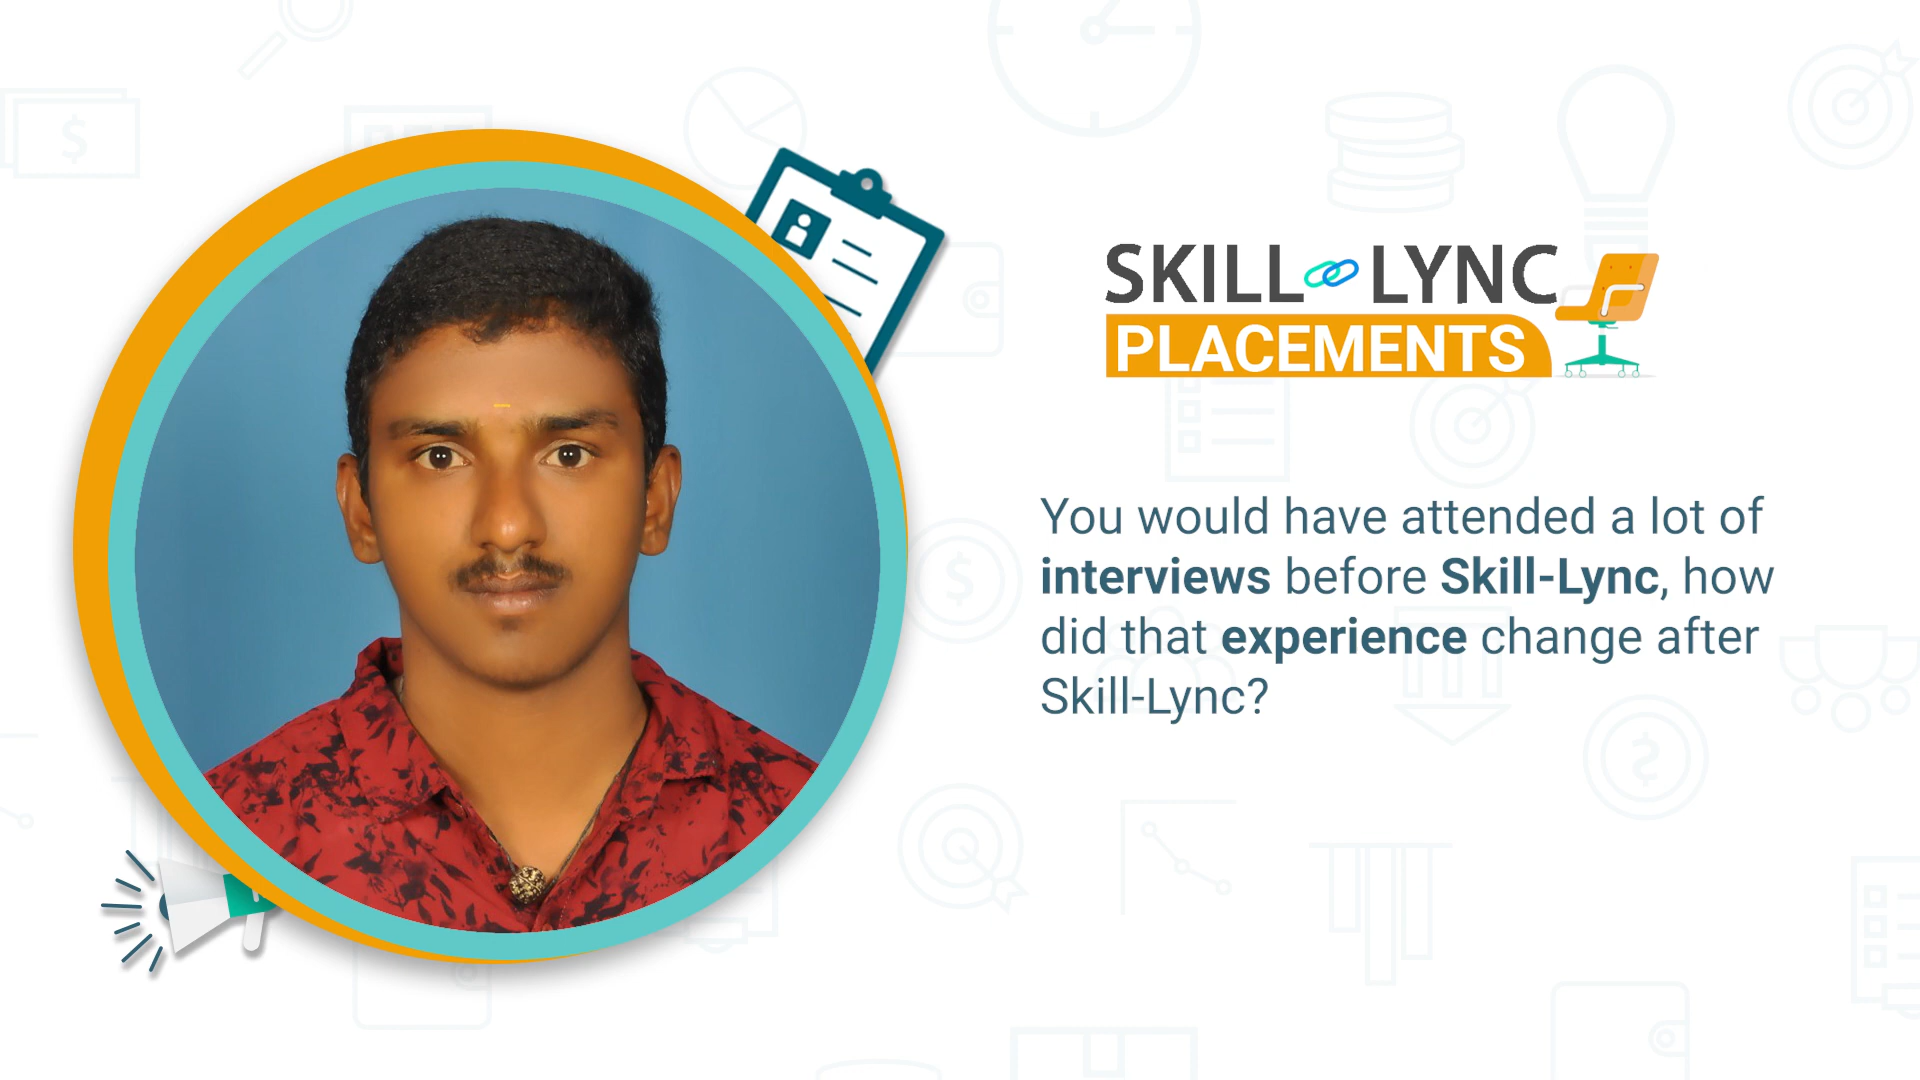 SKILL LYNC
PLACEMENTS
You would have attended a lot of
interviews before Skill-Lync, how
did that experience change after
Skill-Lync?